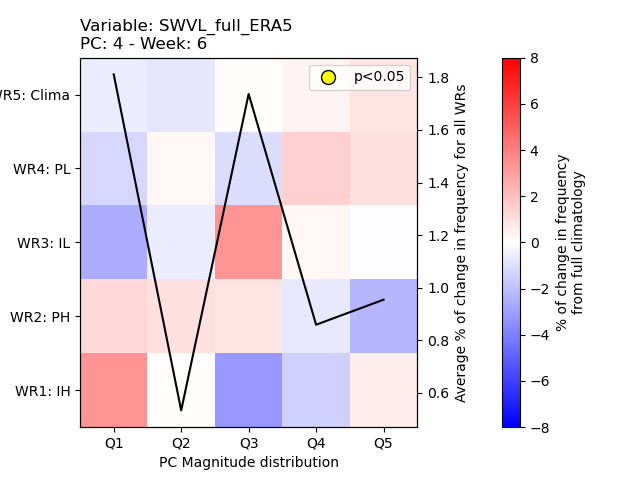 Variable: SWVL_full_ERA5
PC: 4 - Week: 6
p<0.05
WR5: Clima
WR4: PL
WR3: IL
WR2: PH
WR1: IH
Q1
Q2
Q3
Q4
Q5
PC Magnitude distribution
1.8
1.6
1.4
1.2
1.0
0.8
0.6
Average % of change in frequency for all WRs
8
6
4
2
0
−2
−4
−6
−8
% of change in frequency
from full climatology